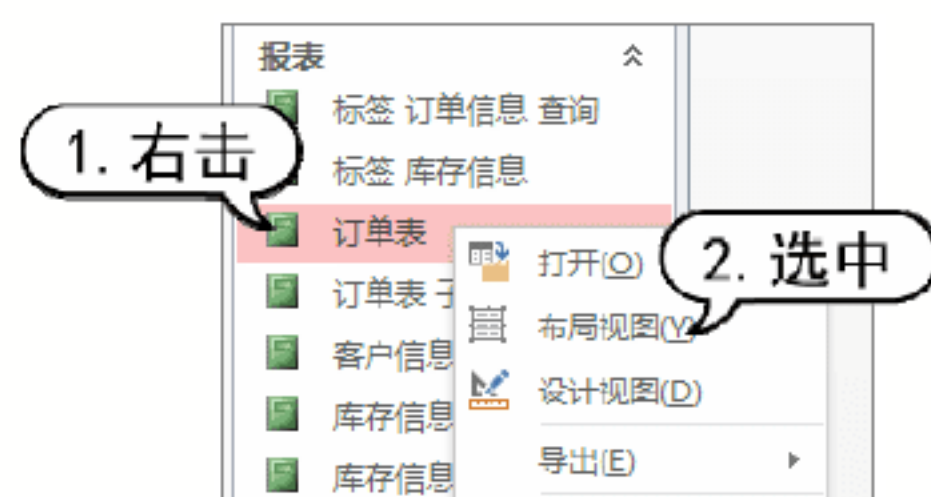 报表
标签 订单信息 查询
1. 右击
标签 库存信息
订单表
打开(O)
2. 选中
订单表
布局视图(Y)
客户信息
设计视图(D)
库存信息
导出(E)
库存信息